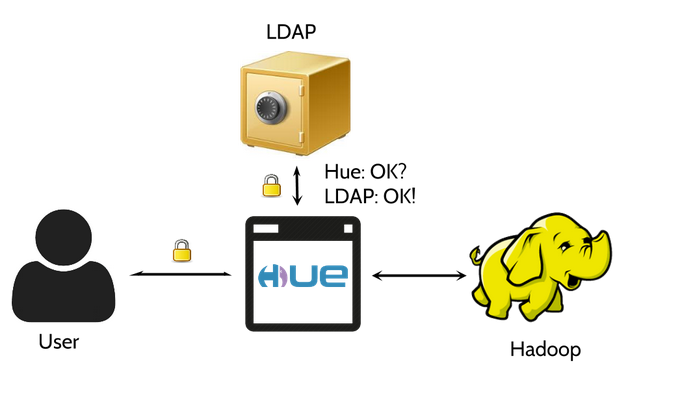 LDAP
Hue: OK?
LDAP: OK!
HUE
User
Hadoop